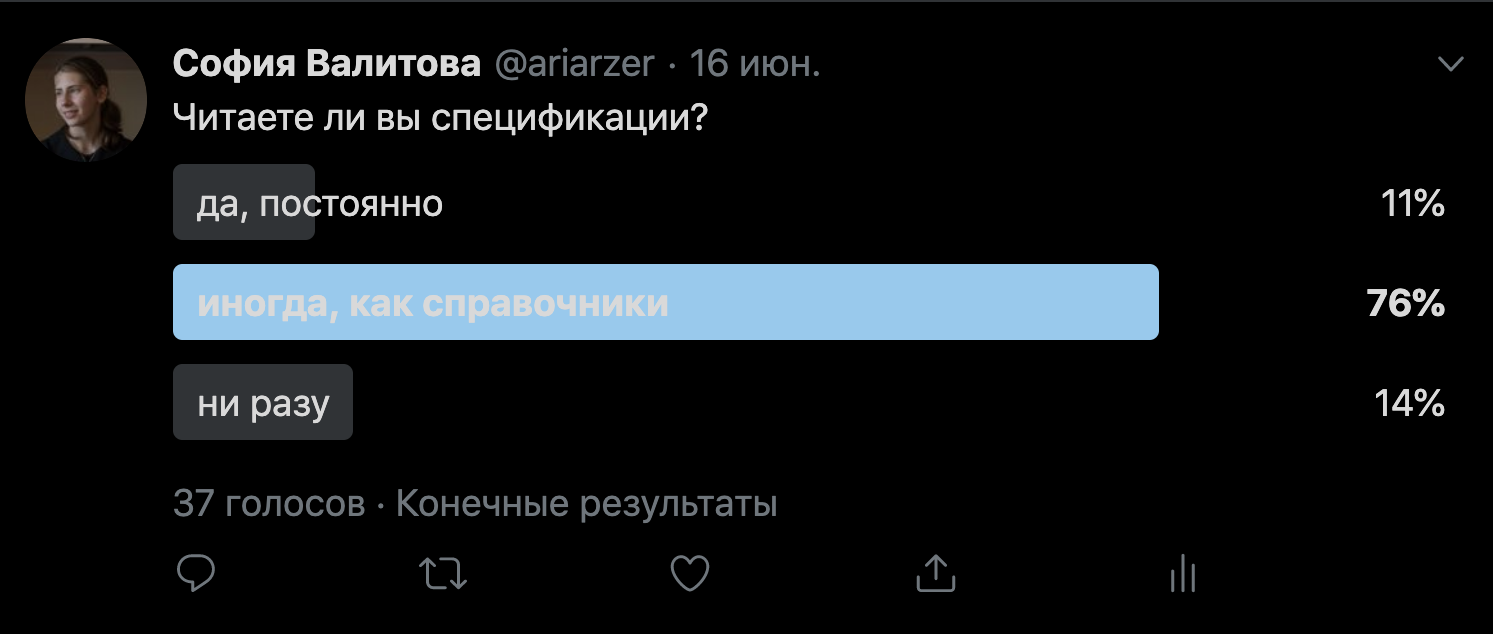 София Валитова @ariarzer · 16 июн.
Читаете ли вы спецификации?
да, постоянно 11%
иногда, как справочники 76%
ни разу 14%
37 голосов · Конечные результаты